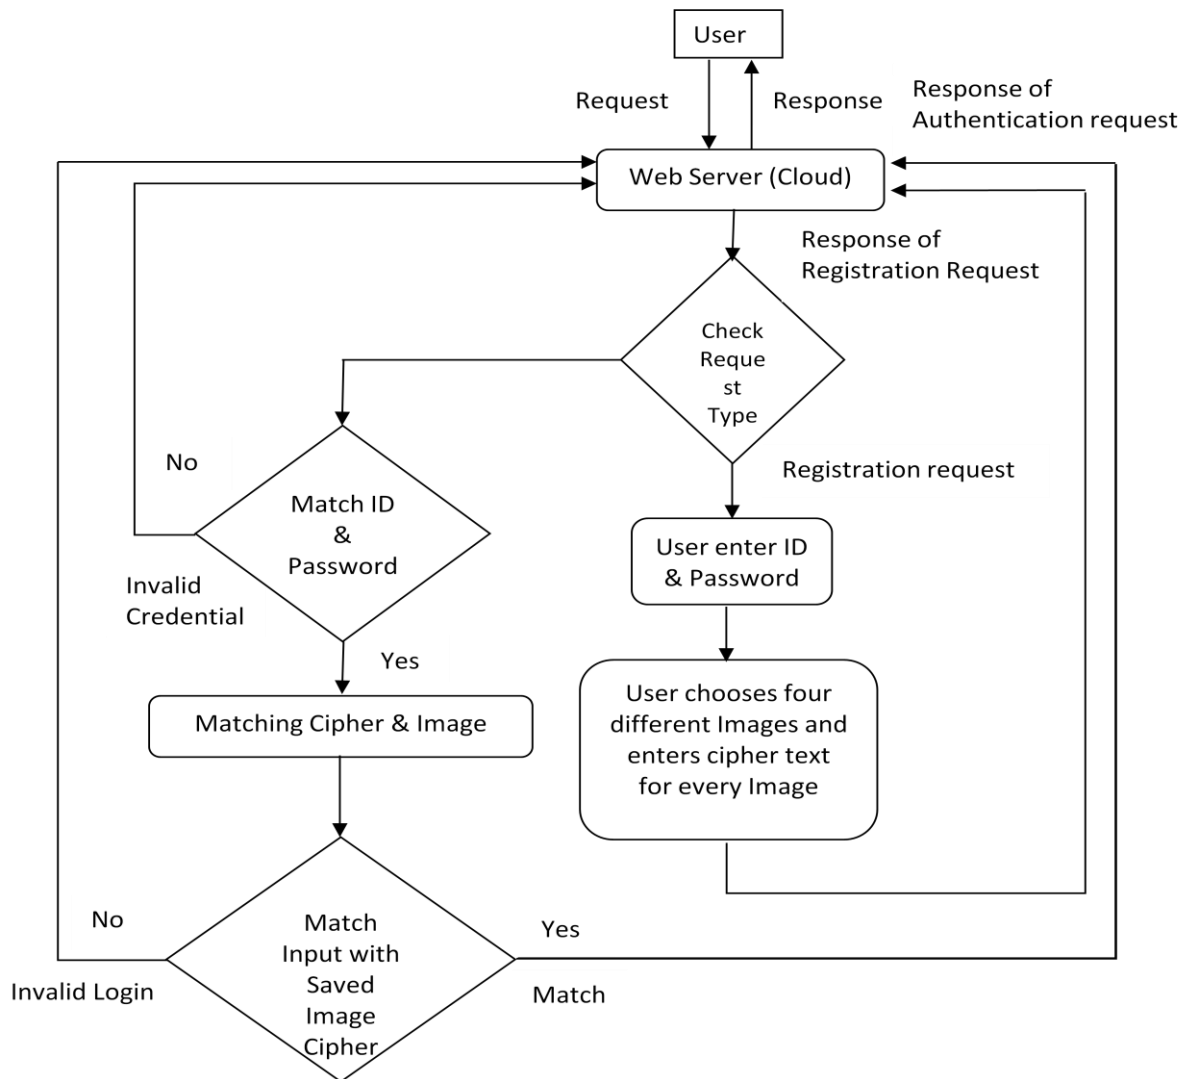 User
Request
Response
Response of
Authentication request
Web Server (Cloud)
Response of
Registration Request
Check
Reque
st
Type
No
Registration request
Match ID
&
Password
User enter ID
& Password
Invalid
Credential
Yes
Matching Cipher & Image
User chooses four
different Images and
enters cipher text
for every Image
No
Match
Input with
Saved
Image
Cipher
Yes
Invalid Login
Match